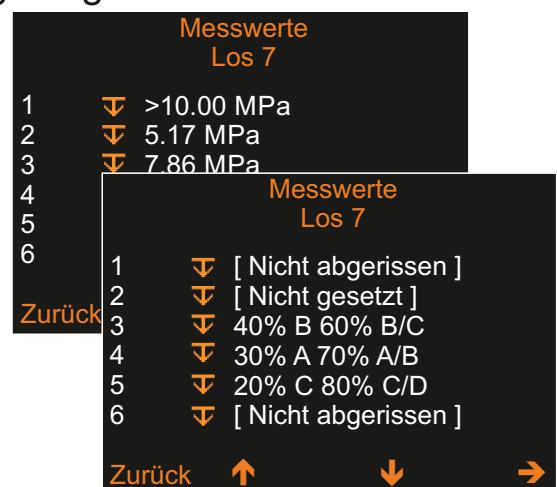 Messwerte
Los 7
1 >10.00 MPa
2 5.17 MPa
3 7.86 MPa
4
5
6
Zurück
Messwerte
Los 7
1 [ Nicht abgerissen ]
2 [ Nicht gesetzt ]
3 40% B 60% B/C
4 30% A 70% A/B
5 20% C 80% C/D
6 [ Nicht abgerissen ]
Zurück